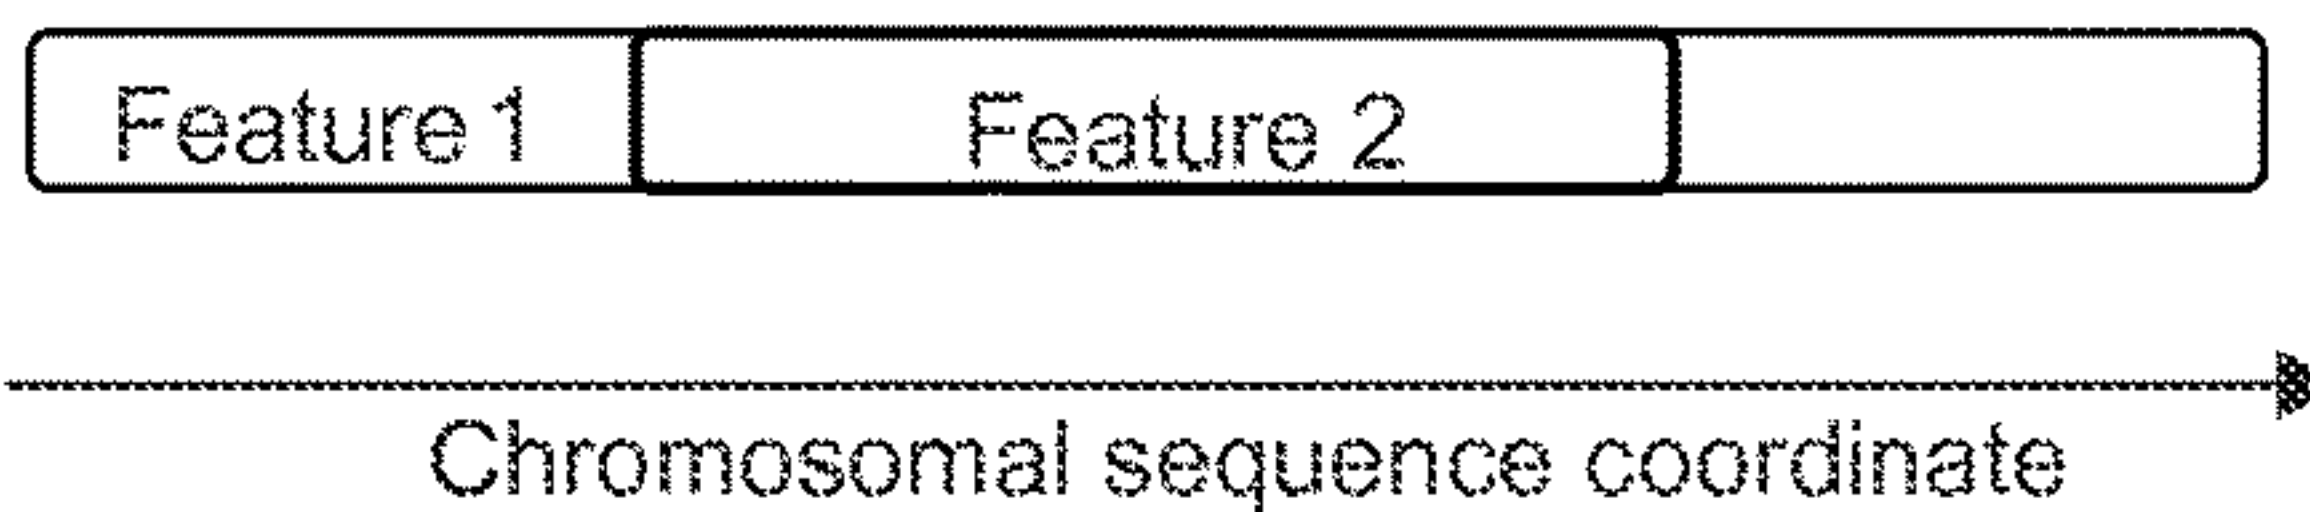 Feature 1 Feature 2
Chromosomal sequence coordinate